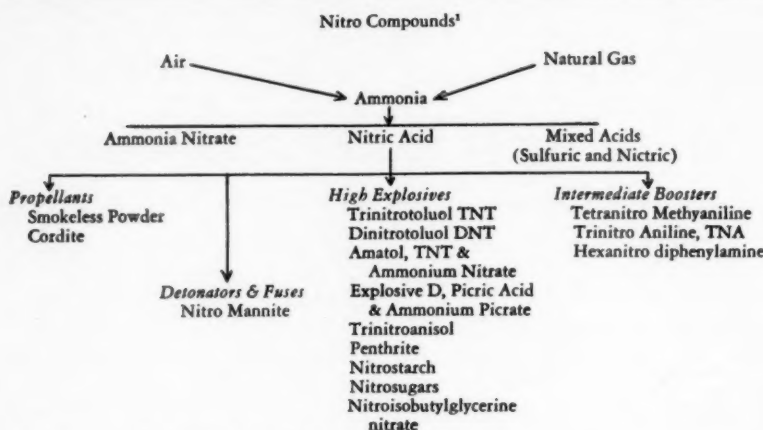 Nitro Compounds¹
Air
Natural Gas
Ammonia
Ammonia Nitrate
Nitric Acid
Mixed Acids
(Sulfuric and Nictric)
Propellants
Smokeless Powder
Cordite
Detonators & Fuses
Nitro Mannite
High Explosives
Trinitrotoluol TNT
Dinitrotoluol DNT
Amatol, TNT &
Ammonium Nitrate
Explosive D, Picric Acid
& Ammonium Picrate
Trinitroanisol
Penthrite
Nitrostarch
Nitrosugars
Nitroisobutylglycerine
nitrate
Intermediate Boosters
Tetranitro Methyaniline
Trinitro Aniline, TNA
Hexanitro diphenylamine